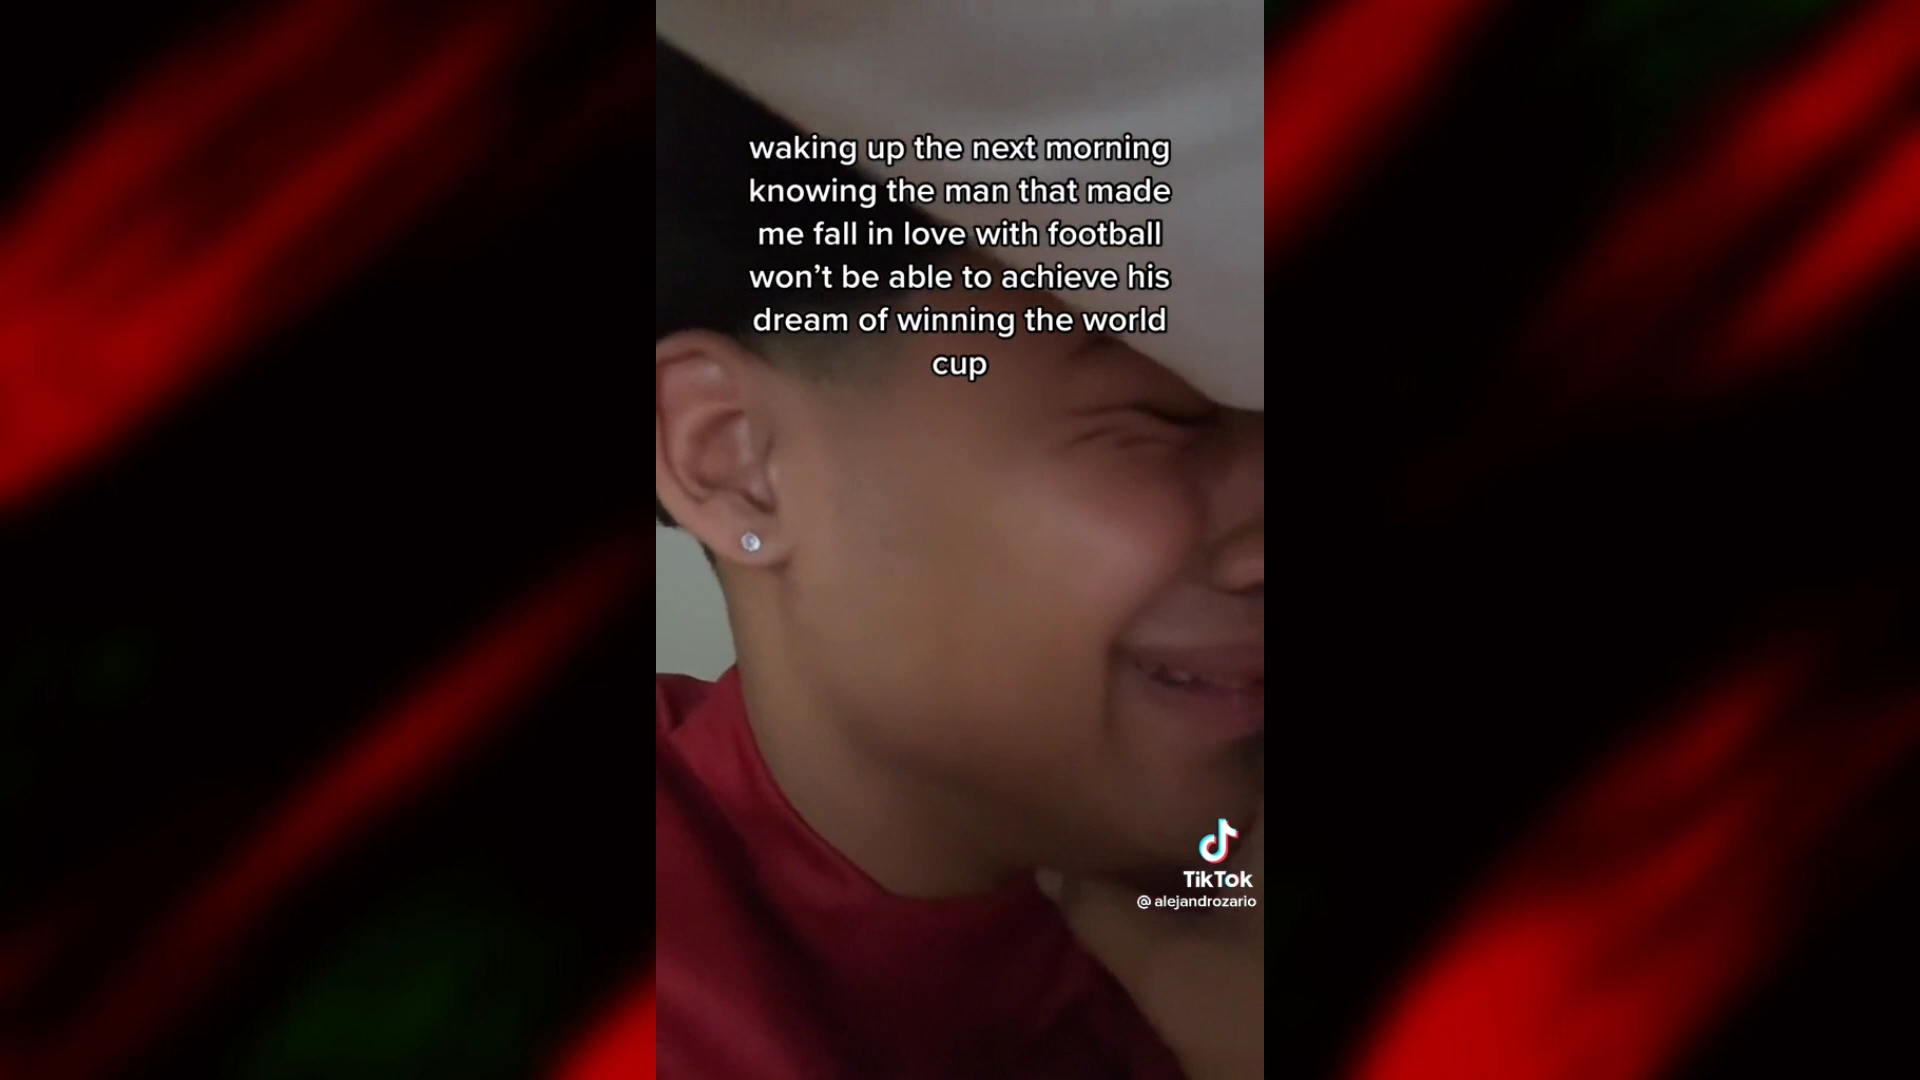 waking up the next morning
knowing the man that made
me fall in love with football
won’t be able to achieve his
dream of winning the world
cup
TikTok
@alejandrozario